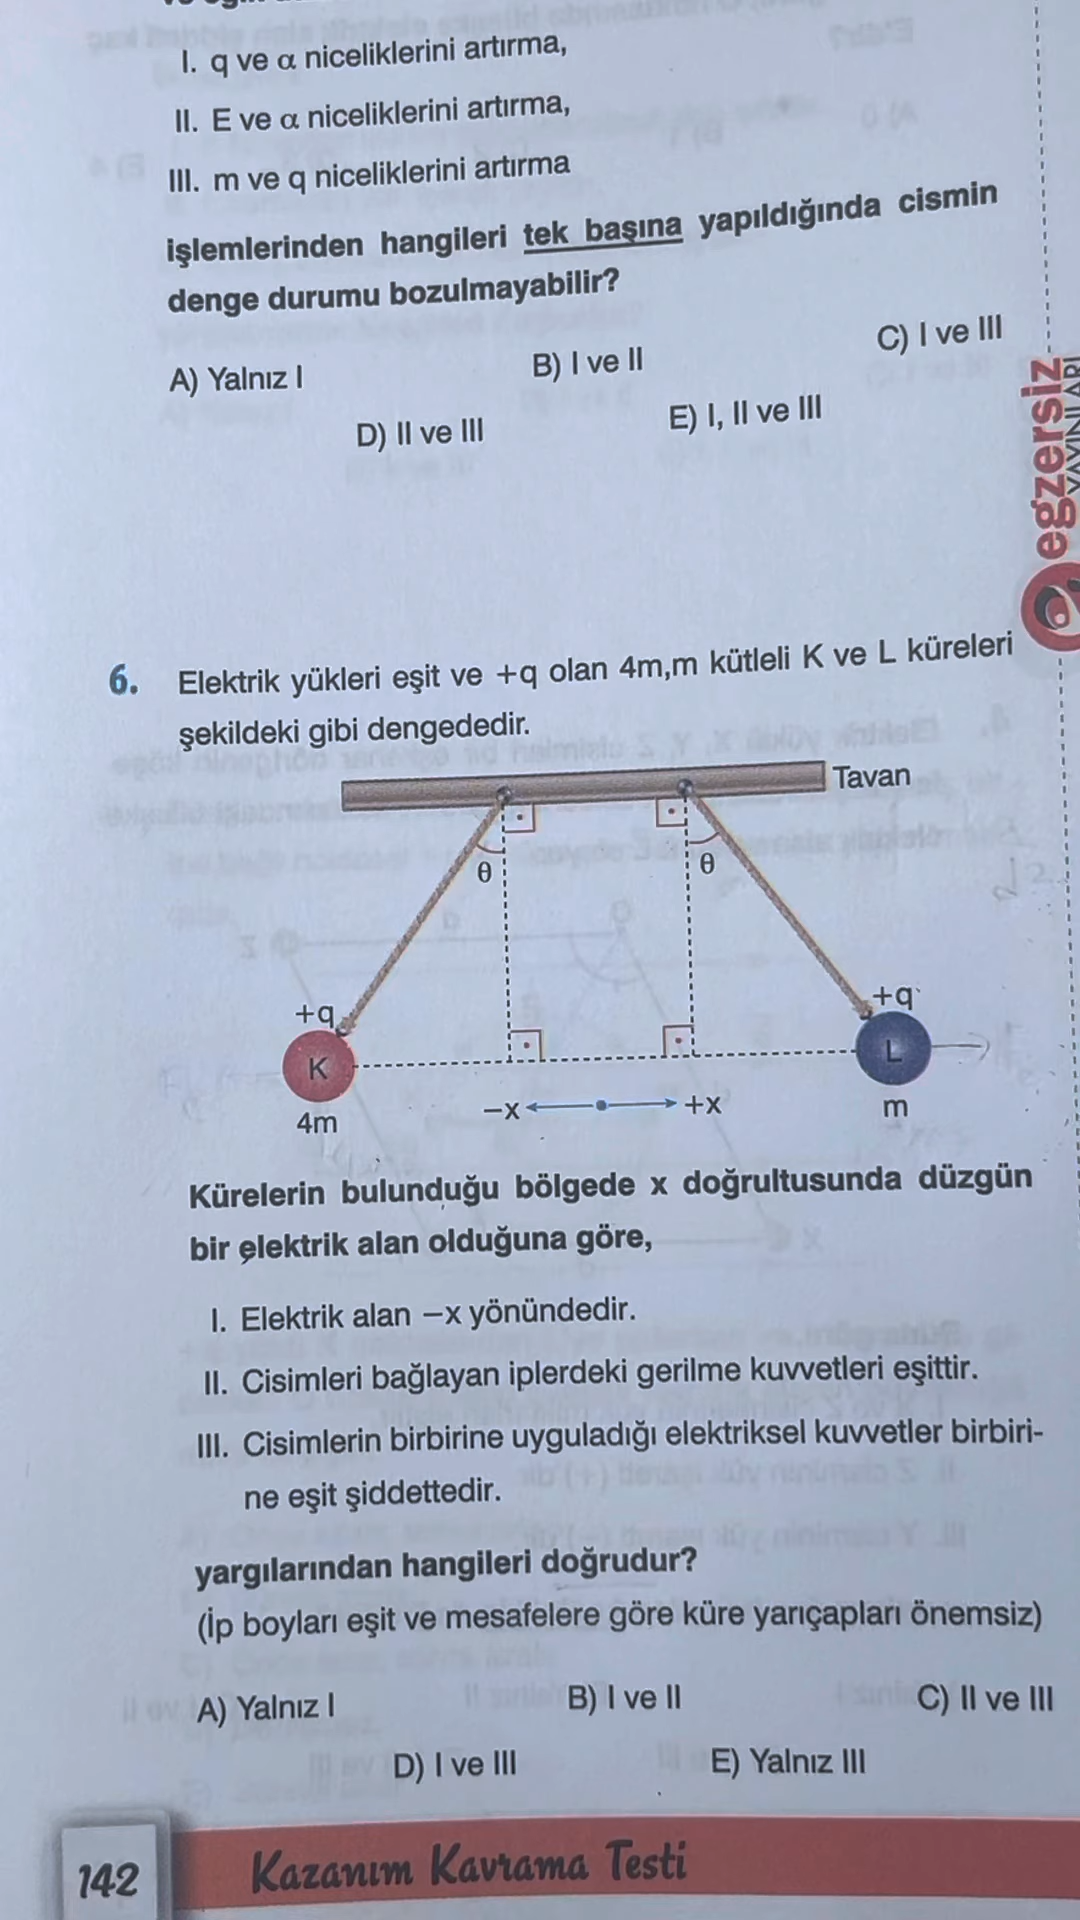 I. q ve α niceliklerini artırma,
II. E ve α niceliklerini artırma,
III. m ve q niceliklerini artırma
işlemlerinden hangileri tek başına yapıldığında cismin
denge durumu bozulmayabilir?
A) Yalnız I
B) I ve II
C) I ve III
D) II ve III
E) I, II ve III
egzersiz
YAYINLARI
6. Elektrik yükleri eşit ve +q olan 4m,m kütleli K ve L küreleri
şekildeki gibi dengededir.
Tavan
θ
θ
+q
+q
K
L
4m
−x
+x
m
Kürelerin bulunduğu bölgede x doğrultusunda düzgün
bir elektrik alan olduğuna göre,
I. Elektrik alan −x yönündedir.
II. Cisimleri bağlayan iplerdeki gerilme kuvvetleri eşittir.
III. Cisimlerin birbirine uyguladığı elektriksel kuvvetler birbiri-
ne eşit şiddettedir.
yargılarından hangileri doğrudur?
(İp boyları eşit ve mesafelere göre küre yarıçapları önemsiz)
A) Yalnız I
B) I ve II
C) II ve III
D) I ve III
E) Yalnız III
142
Kazanım Kavrama Testi